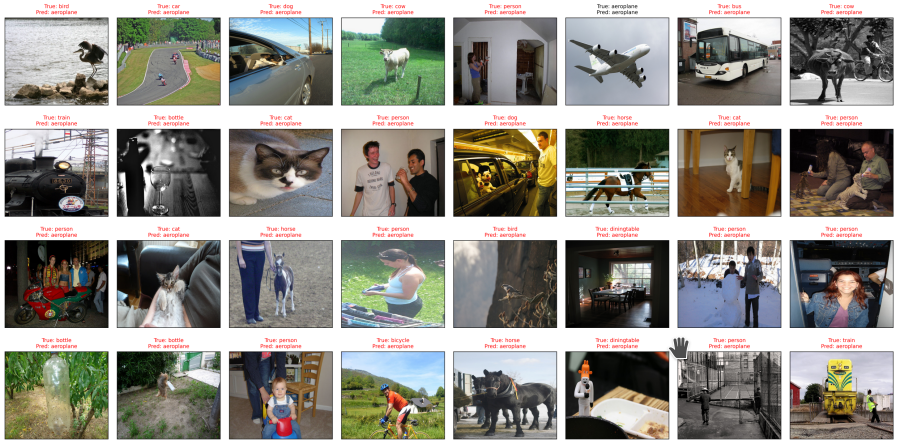 True: bird
Pred: aeroplane
True: car
Pred: aeroplane
True: dog
Pred: aeroplane
True: cow
Pred: aeroplane
True: person
Pred: aeroplane
True: aeroplane
Pred: aeroplane
True: bus
Pred: aeroplane
True: cow
Pred: aeroplane
True: train
Pred: aeroplane
True: bottle
Pred: aeroplane
True: cat
Pred: aeroplane
True: person
Pred: aeroplane
True: dog
Pred: aeroplane
True: horse
Pred: aeroplane
True: cat
Pred: aeroplane
True: person
Pred: aeroplane
True: person
Pred: aeroplane
True: cat
Pred: aeroplane
True: horse
Pred: aeroplane
True: person
Pred: aeroplane
True: bird
Pred: aeroplane
True: diningtable
Pred: aeroplane
True: person
Pred: aeroplane
True: person
Pred: aeroplane
True: bottle
Pred: aeroplane
True: bottle
Pred: aeroplane
True: person
Pred: aeroplane
True: bicycle
Pred: aeroplane
True: horse
Pred: aeroplane
True: diningtable
Pred: aeroplane
True: person
Pred: aeroplane
True: train
Pred: aeroplane